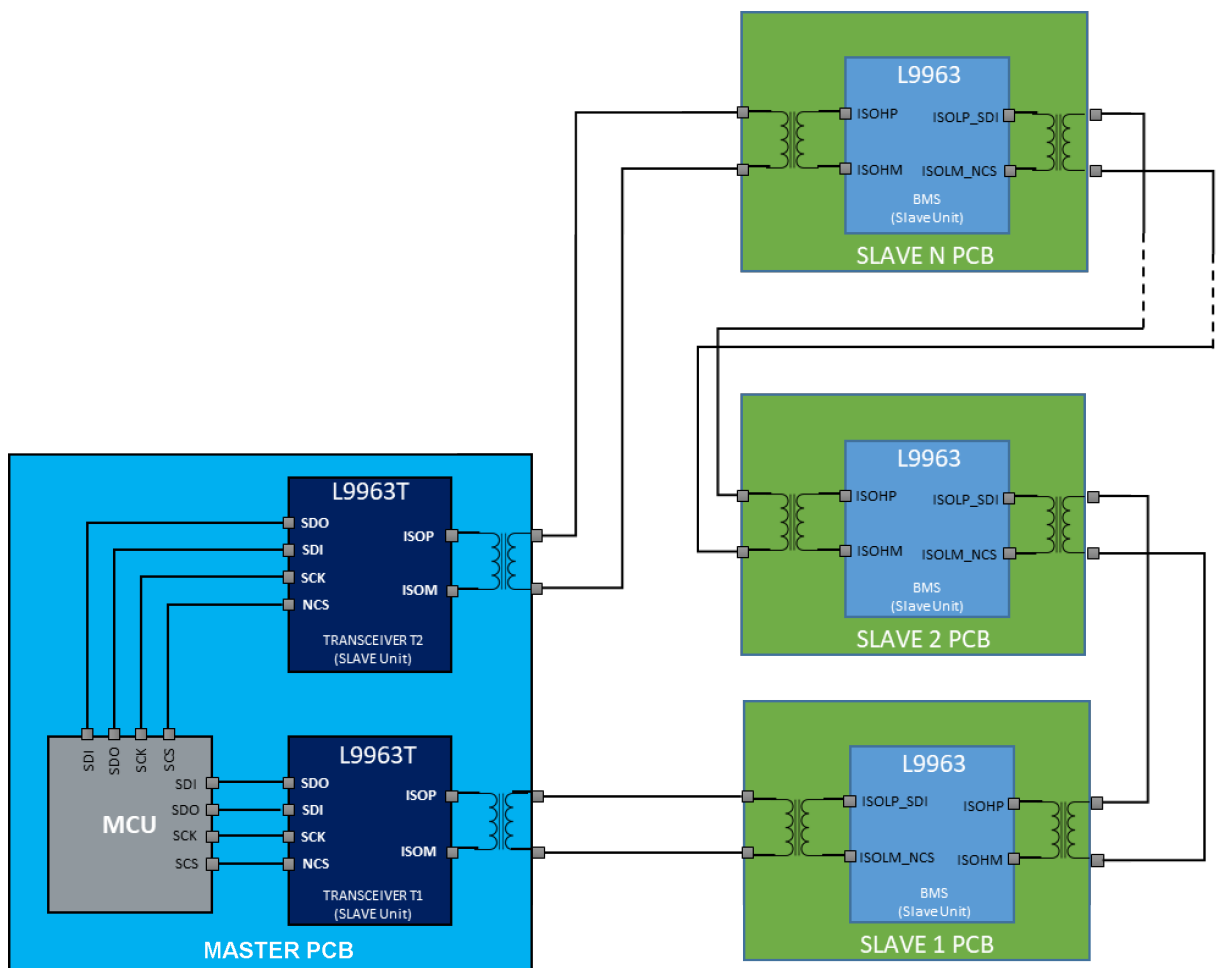 L9963
ISOHP
ISOLP_SDI
ISOHM
ISOLM_NCS
BMS
(Slave Unit)
SLAVE N PCB
L9963
ISOHP
ISOLP_SDI
ISOHM
ISOLM_NCS
BMS
(Slave Unit)
SLAVE 2 PCB
L9963T
SDO
ISOP
SDI
SCK
ISOM
NCS
TRANSCEIVER T2
(SLAVE Unit)
SDI
SDO
SCK
SCS
SDI
SDO
SCK
SCS
MCU
L9963T
SDO
ISOP
SDI
SCK
ISOM
NCS
TRANSCEIVER T1
(SLAVE Unit)
MASTER PCB
L9963
ISOLP_SDI
ISOHP
ISOLM_NCS
ISOHM
BMS
(Slave Unit)
SLAVE 1 PCB